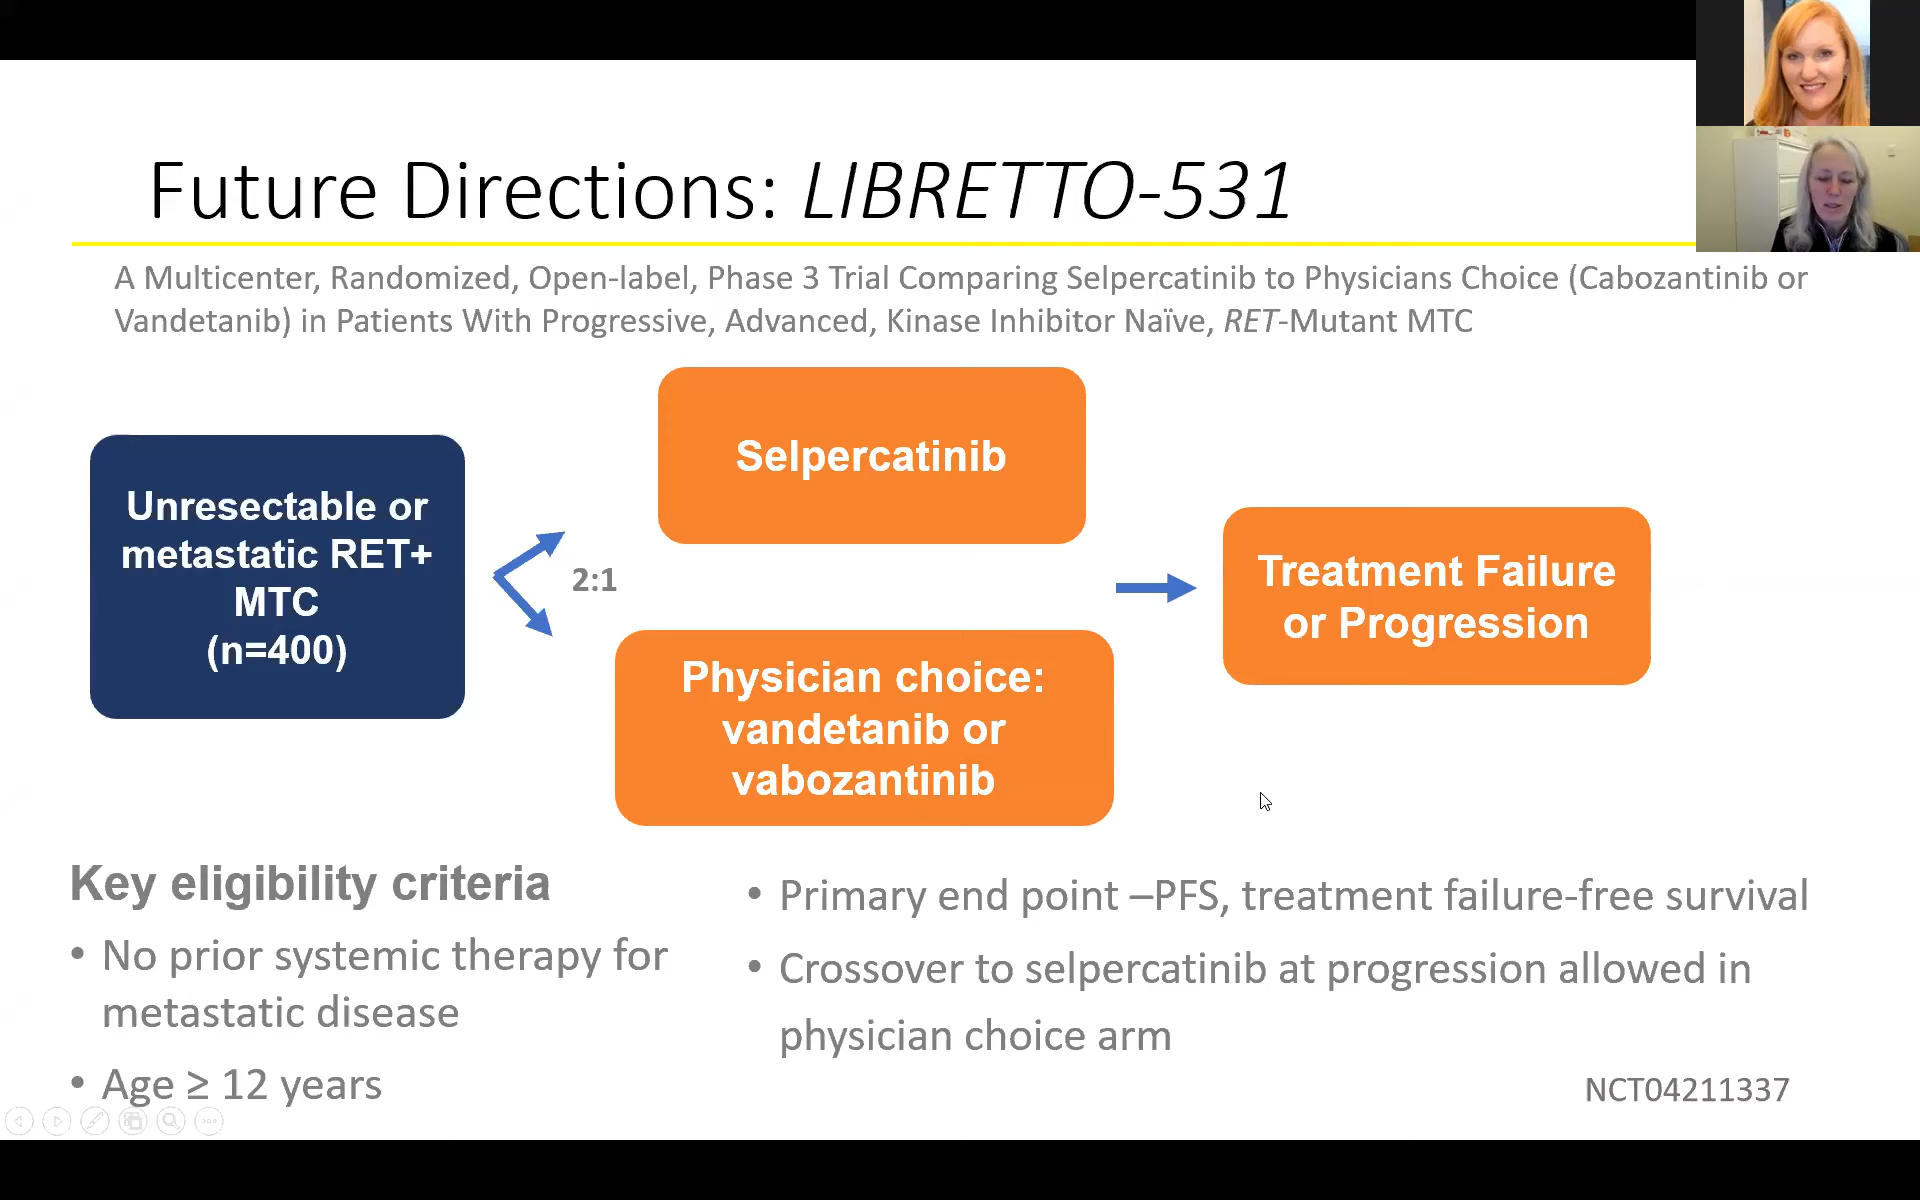 Future Directions: LIBRETTO-531
A Multicenter, Randomized, Open-label, Phase 3 Trial Comparing Selpercatinib to Physicians Choice (Cabozantinib or
Vandetanib) in Patients With Progressive, Advanced, Kinase Inhibitor Naïve, RET-Mutant MTC
Unresectable or
metastatic RET+
MTC
(n=400)
2:1
Selpercatinib
Physician choice:
vandetanib or
vabozantinib
Treatment Failure
or Progression
Key eligibility criteria
• No prior systemic therapy for
metastatic disease
• Age ≥ 12 years
• Primary end point –PFS, treatment failure-free survival
• Crossover to selpercatinib at progression allowed in
physician choice arm
NCT04211337